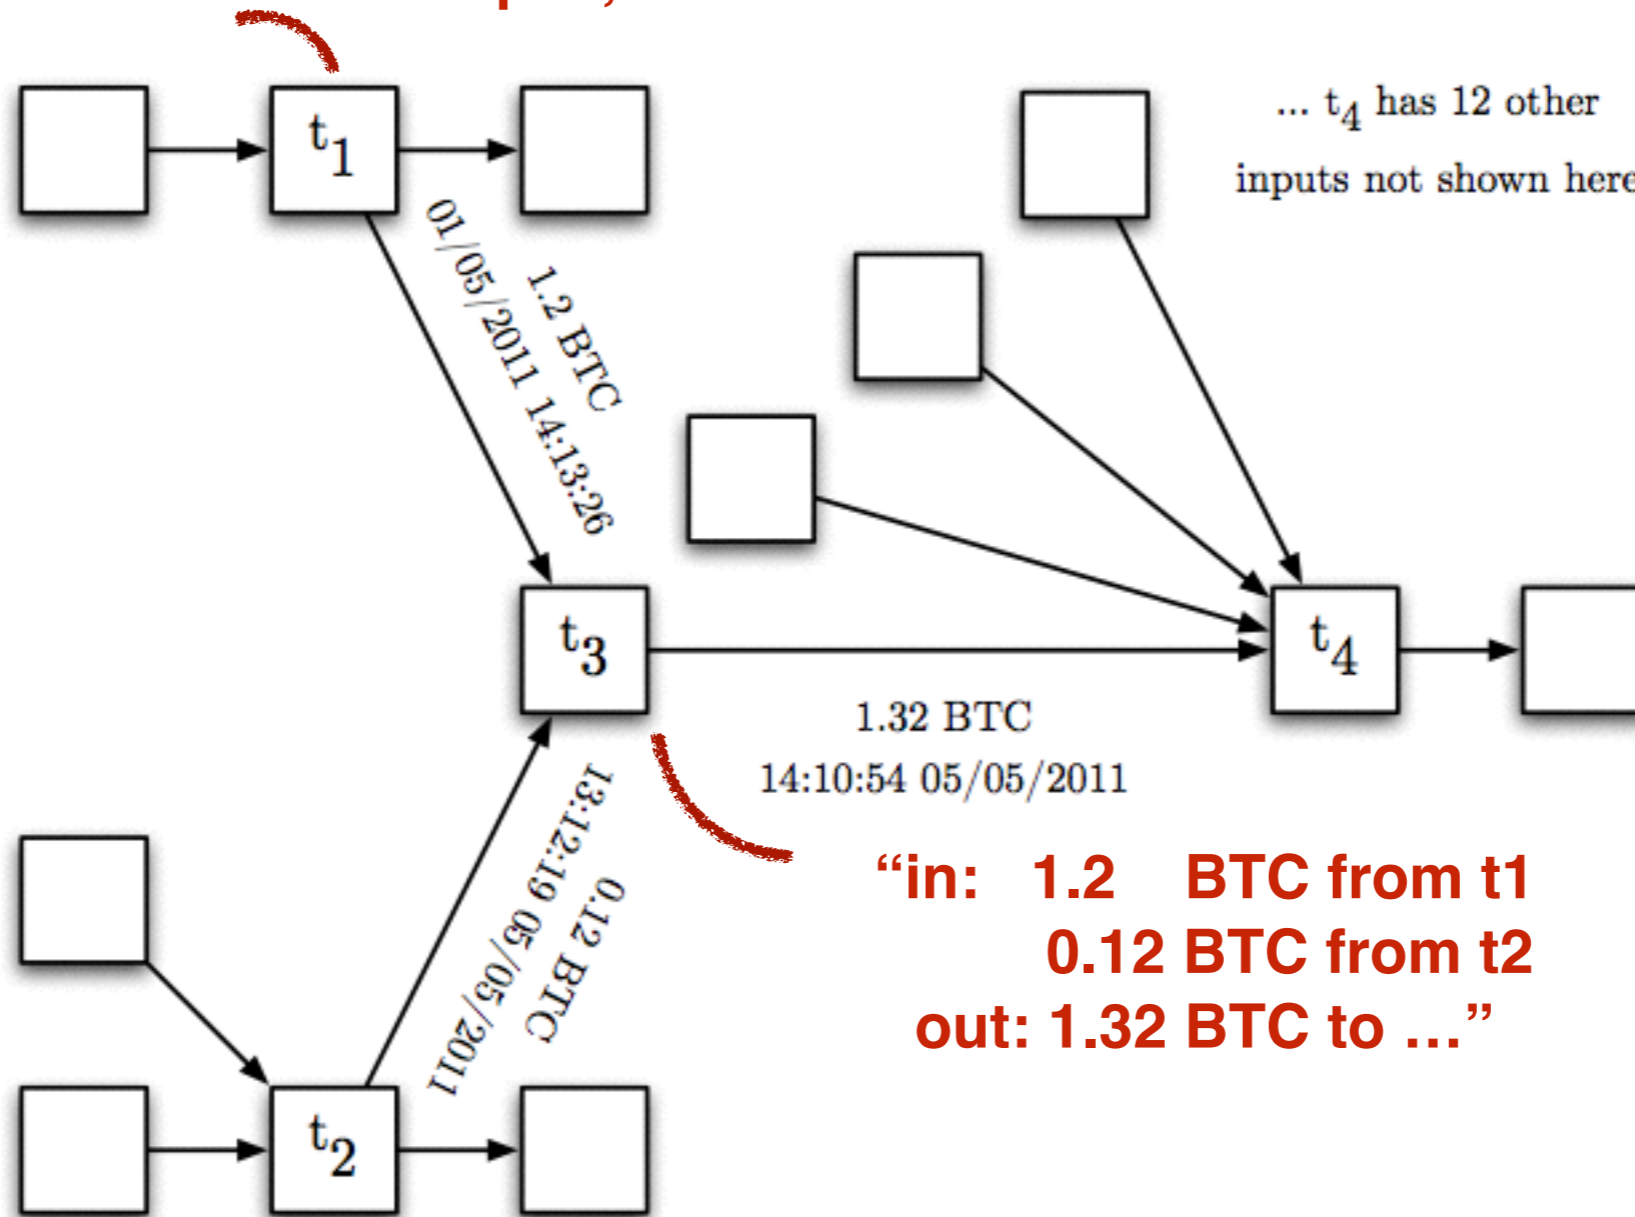 t1
... t4 has 12 other
inputs not shown here
1.2 BTC
01/05/2011 14:13:26
t3
t4
1.32 BTC
14:10:54 05/05/2011
13:12:19 05/05/2011
0.12 BTC
“in: 1.2 BTC from t1
0.12 BTC from t2
out: 1.32 BTC to …”
t2